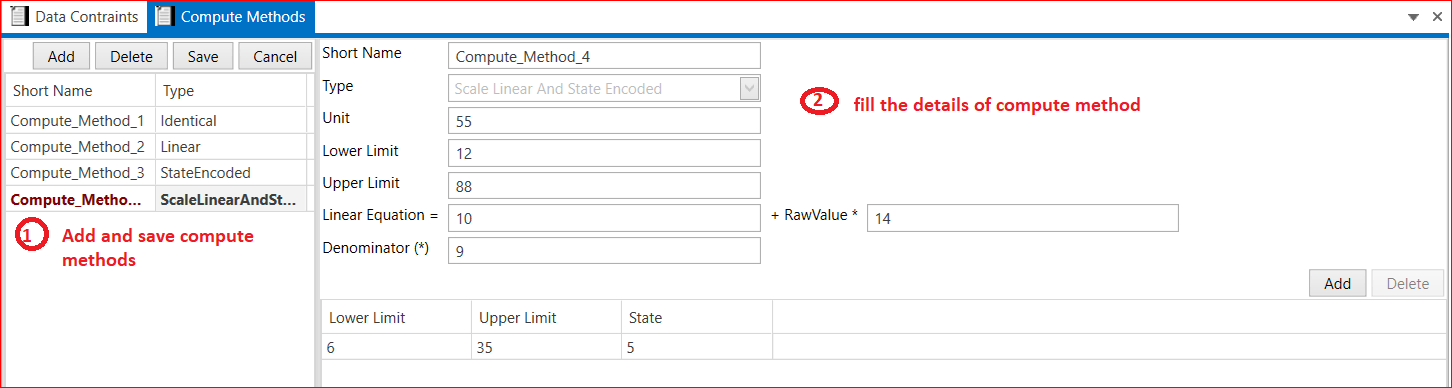 Data Contraints Compute Methods
Add Delete Save Cancel
Short Name Type
Compute_Method_1 Identical
Compute_Method_2 Linear
Compute_Method_3 StateEncoded
Compute_Metho... ScaleLinearAndSt...
1 Add and save compute
methods
Short Name Compute_Method_4
Type Scale Linear And State Encoded
2 fill the details of compute method
Unit 55
Lower Limit 12
Upper Limit 88
Linear Equation = 10 + RawValue * 14
Denominator (*) 9
Add Delete
Lower Limit Upper Limit State
6 35 5